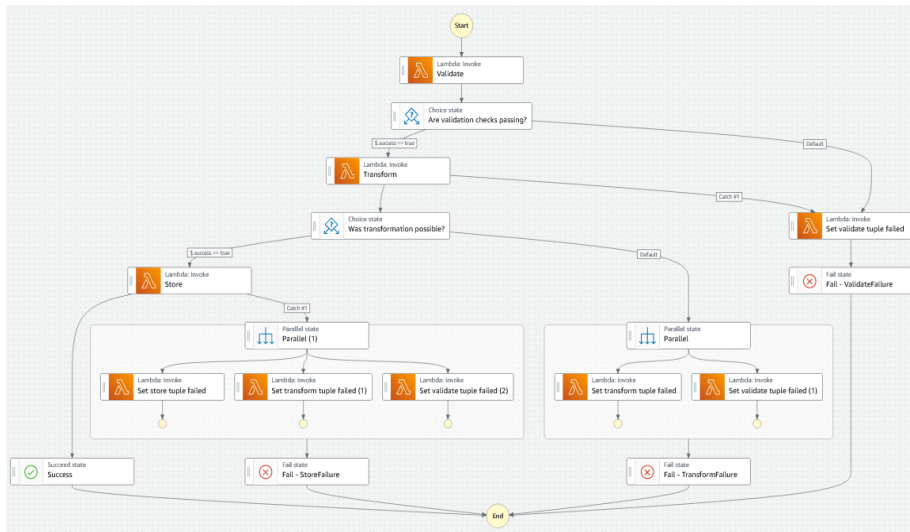 Start
Lambda: Invoke
Validate
Choice state
Are validation checks passing?
$.success == true
Default
Lambda: Invoke
Transform
Catch #1
Choice state
Was transformation possible?
Lambda: Invoke
Set validate tuple failed
$.success == true
Default
Lambda: Invoke
Store
Fail state
Fail - ValidateFailure
Catch #1
Parallel state
Parallel (1)
Parallel state
Parallel
Lambda: Invoke
Set store tuple failed
Lambda: Invoke
Set transform tuple failed (1)
Lambda: Invoke
Set validate tuple failed (2)
Lambda: Invoke
Set transform tuple failed
Lambda: Invoke
Set validate tuple failed (1)
Succeed state
Success
Fail state
Fail - StoreFailure
Fail state
Fail - TransformFailure
End